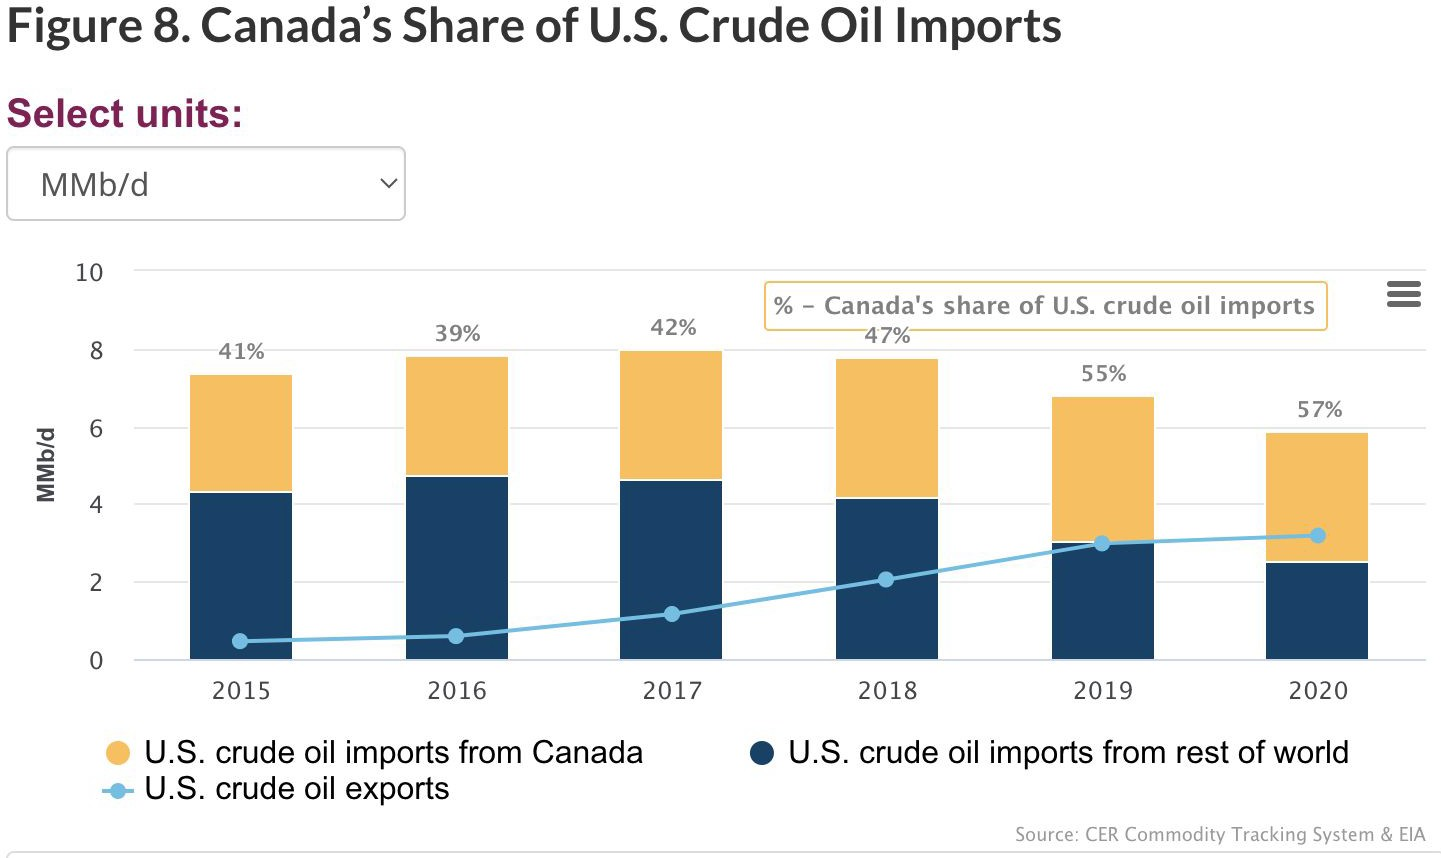 Figure 8. Canada’s Share of U.S. Crude Oil Imports
Select units:
MMb/d
10
% – Canada's share of U.S. crude oil imports
42%
39%
47%
8
41%
55%
57%
6
MMb/d
4
2
0
2015 2016 2017 2018 2019 2020
U.S. crude oil imports from Canada U.S. crude oil imports from rest of world
U.S. crude oil exports
Source: CER Commodity Tracking System & EIA